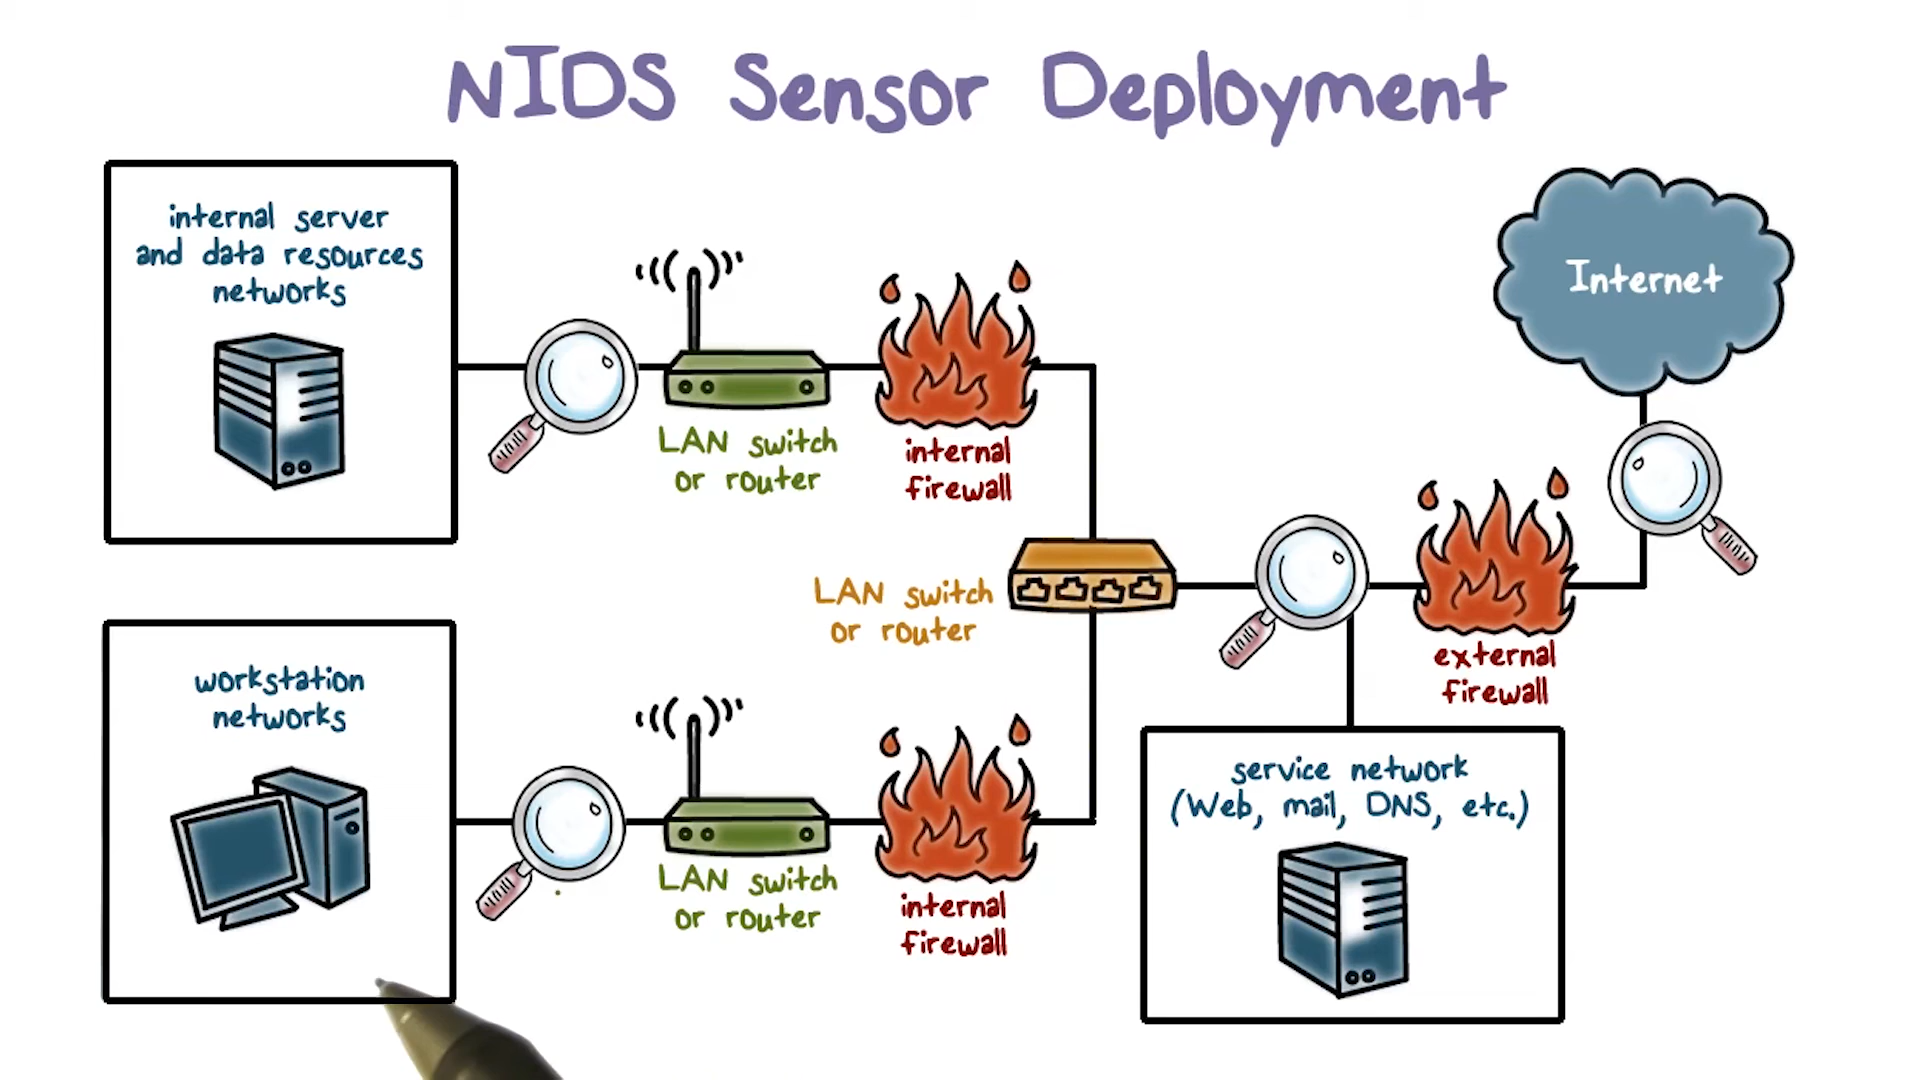 NIDS Sensor Deployment
internal server
and data resources
networks
LAN switch
or router
internal
firewall
Internet
LAN switch
or router
external
firewall
workstation
networks
LAN switch
or router
internal
firewall
service network
(Web, mail, DNS, etc.)